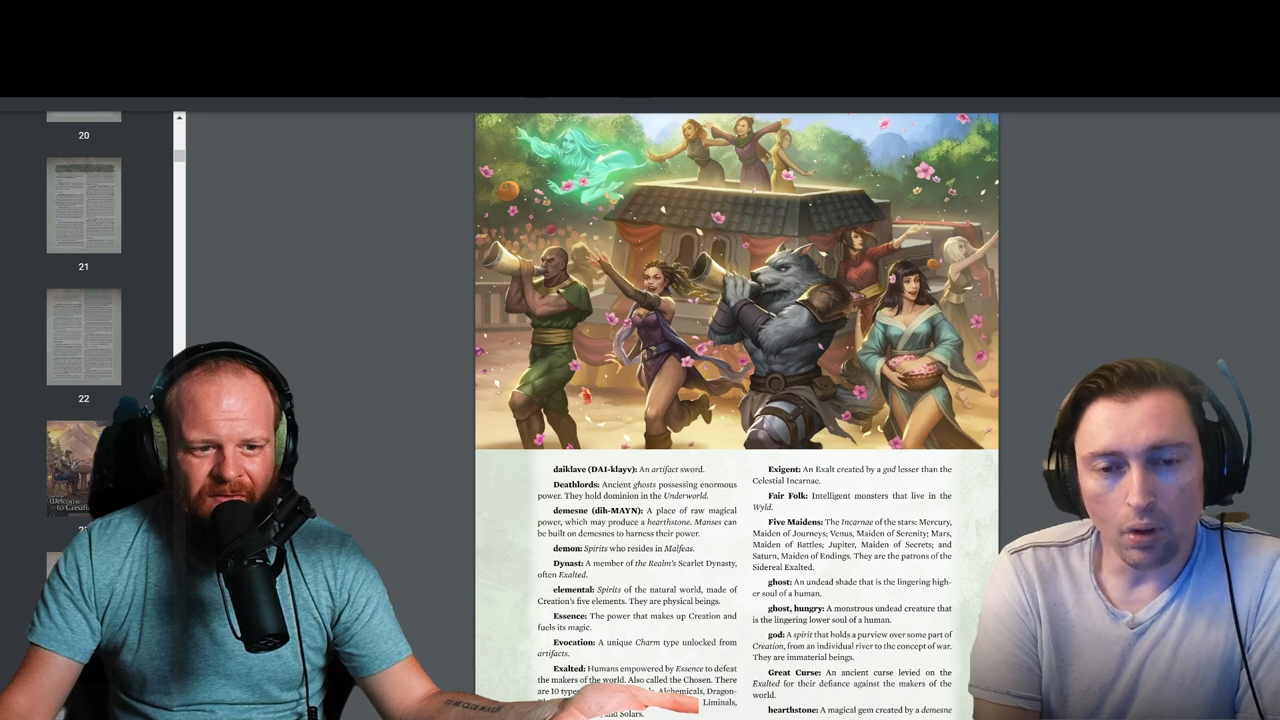 20
21
22
Welcome
to Creati
daiklave (DAI-klayv): An artifact sword.
Deathlords: Ancient ghosts possessing enormous
power. They hold dominion in the Underworld.
demesne (dih-MAYN): A place of raw magical
power, which may produce a hearthstone. Manses can
be built on demesnes to harness their power.
demon: Spirits who resides in Malfeas.
Dynast: A member of the Realm's Scarlet Dynasty,
often Exalted.
elemental: Spirits of the natural world, made of
Creation's five elements. They are physical beings.
Essence: The power that makes up Creation and
fuels its magic.
Evocation: A unique Charm type unlocked from
artifacts.
Exalted: Humans empowered by Essence to defeat
the makers of the world. Also called the Chosen. There
are 10 types Alchemicals, Dragon-
Liminals,
and Solars.
Exigent: An Exalt created by a god lesser than the
Celestial Incarnae.
Fair Folk: Intelligent monsters that live in the
Wyld.
Five Maidens: The Incarnae of the stars: Mercury,
Maiden of Journeys; Venus, Maiden of Serenity; Mars,
Maiden of Battles; Jupiter, Maiden of Secrets; and
Saturn, Maiden of Endings. They are the patrons of the
Sidereal Exalted.
ghost: An undead shade that is the lingering high-
er soul of a human.
ghost, hungry: A monstrous undead creature that
is the lingering lower soul of a human.
god: A spirit that holds a purview over some part of
Creation, from an individual river to the concept of war.
They are immaterial beings.
Great Curse: An ancient curse levied on the
Exalted for their defiance against the makers of the
world.
hearthstone: A magical gem created by a demesne